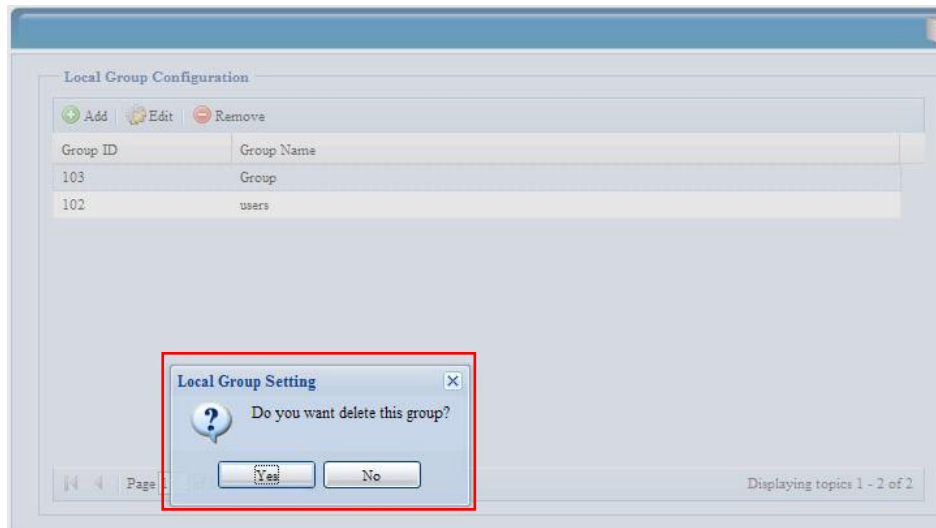 Local Group Configuration
Add Edit Remove
Group ID Group Name
103 Group
102 users
Local Group Setting
Do you want delete this group?
Yes No
Page 1
Displaying topics 1 - 2 of 2